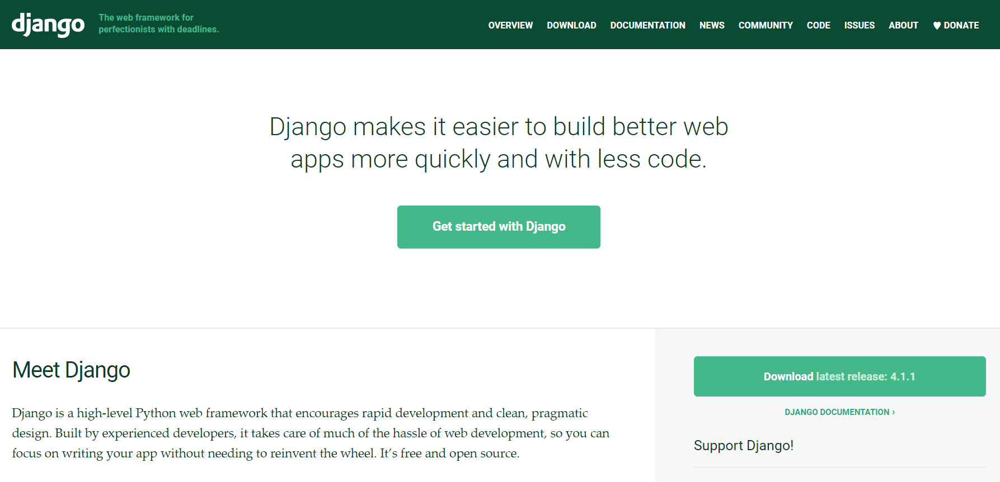 django
The web framework for
perfectionists with deadlines.
OVERVIEW DOWNLOAD DOCUMENTATION NEWS COMMUNITY CODE ISSUES ABOUT ♥ DONATE
Django makes it easier to build better web
apps more quickly and with less code.
Get started with Django
Meet Django
Django is a high-level Python web framework that encourages rapid development and clean, pragmatic
design. Built by experienced developers, it takes care of much of the hassle of web development, so you can
focus on writing your app without needing to reinvent the wheel. It’s free and open source.
Download latest release: 4.1.1
DJANGO DOCUMENTATION ›
Support Django!